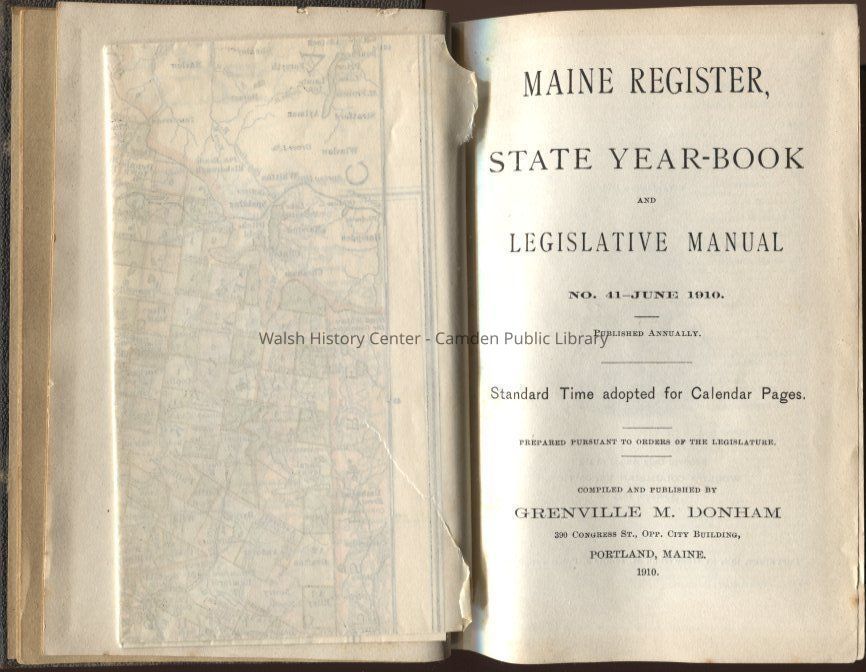 MAINE REGISTER,
STATE YEAR-BOOK
AND
LEGISLATIVE MANUAL
NO. 41–JUNE 1910.
PUBLISHED ANNUALLY.
Walsh History Center - Camden Public Library
Standard Time adopted for Calendar Pages.
PREPARED PURSUANT TO ORDERS OF THE LEGISLATURE.
COMPILED AND PUBLISHED BY
GRENVILLE M. DONHAM
390 CONGRESS ST., OPP. CITY BUILDING,
PORTLAND, MAINE.
1910.